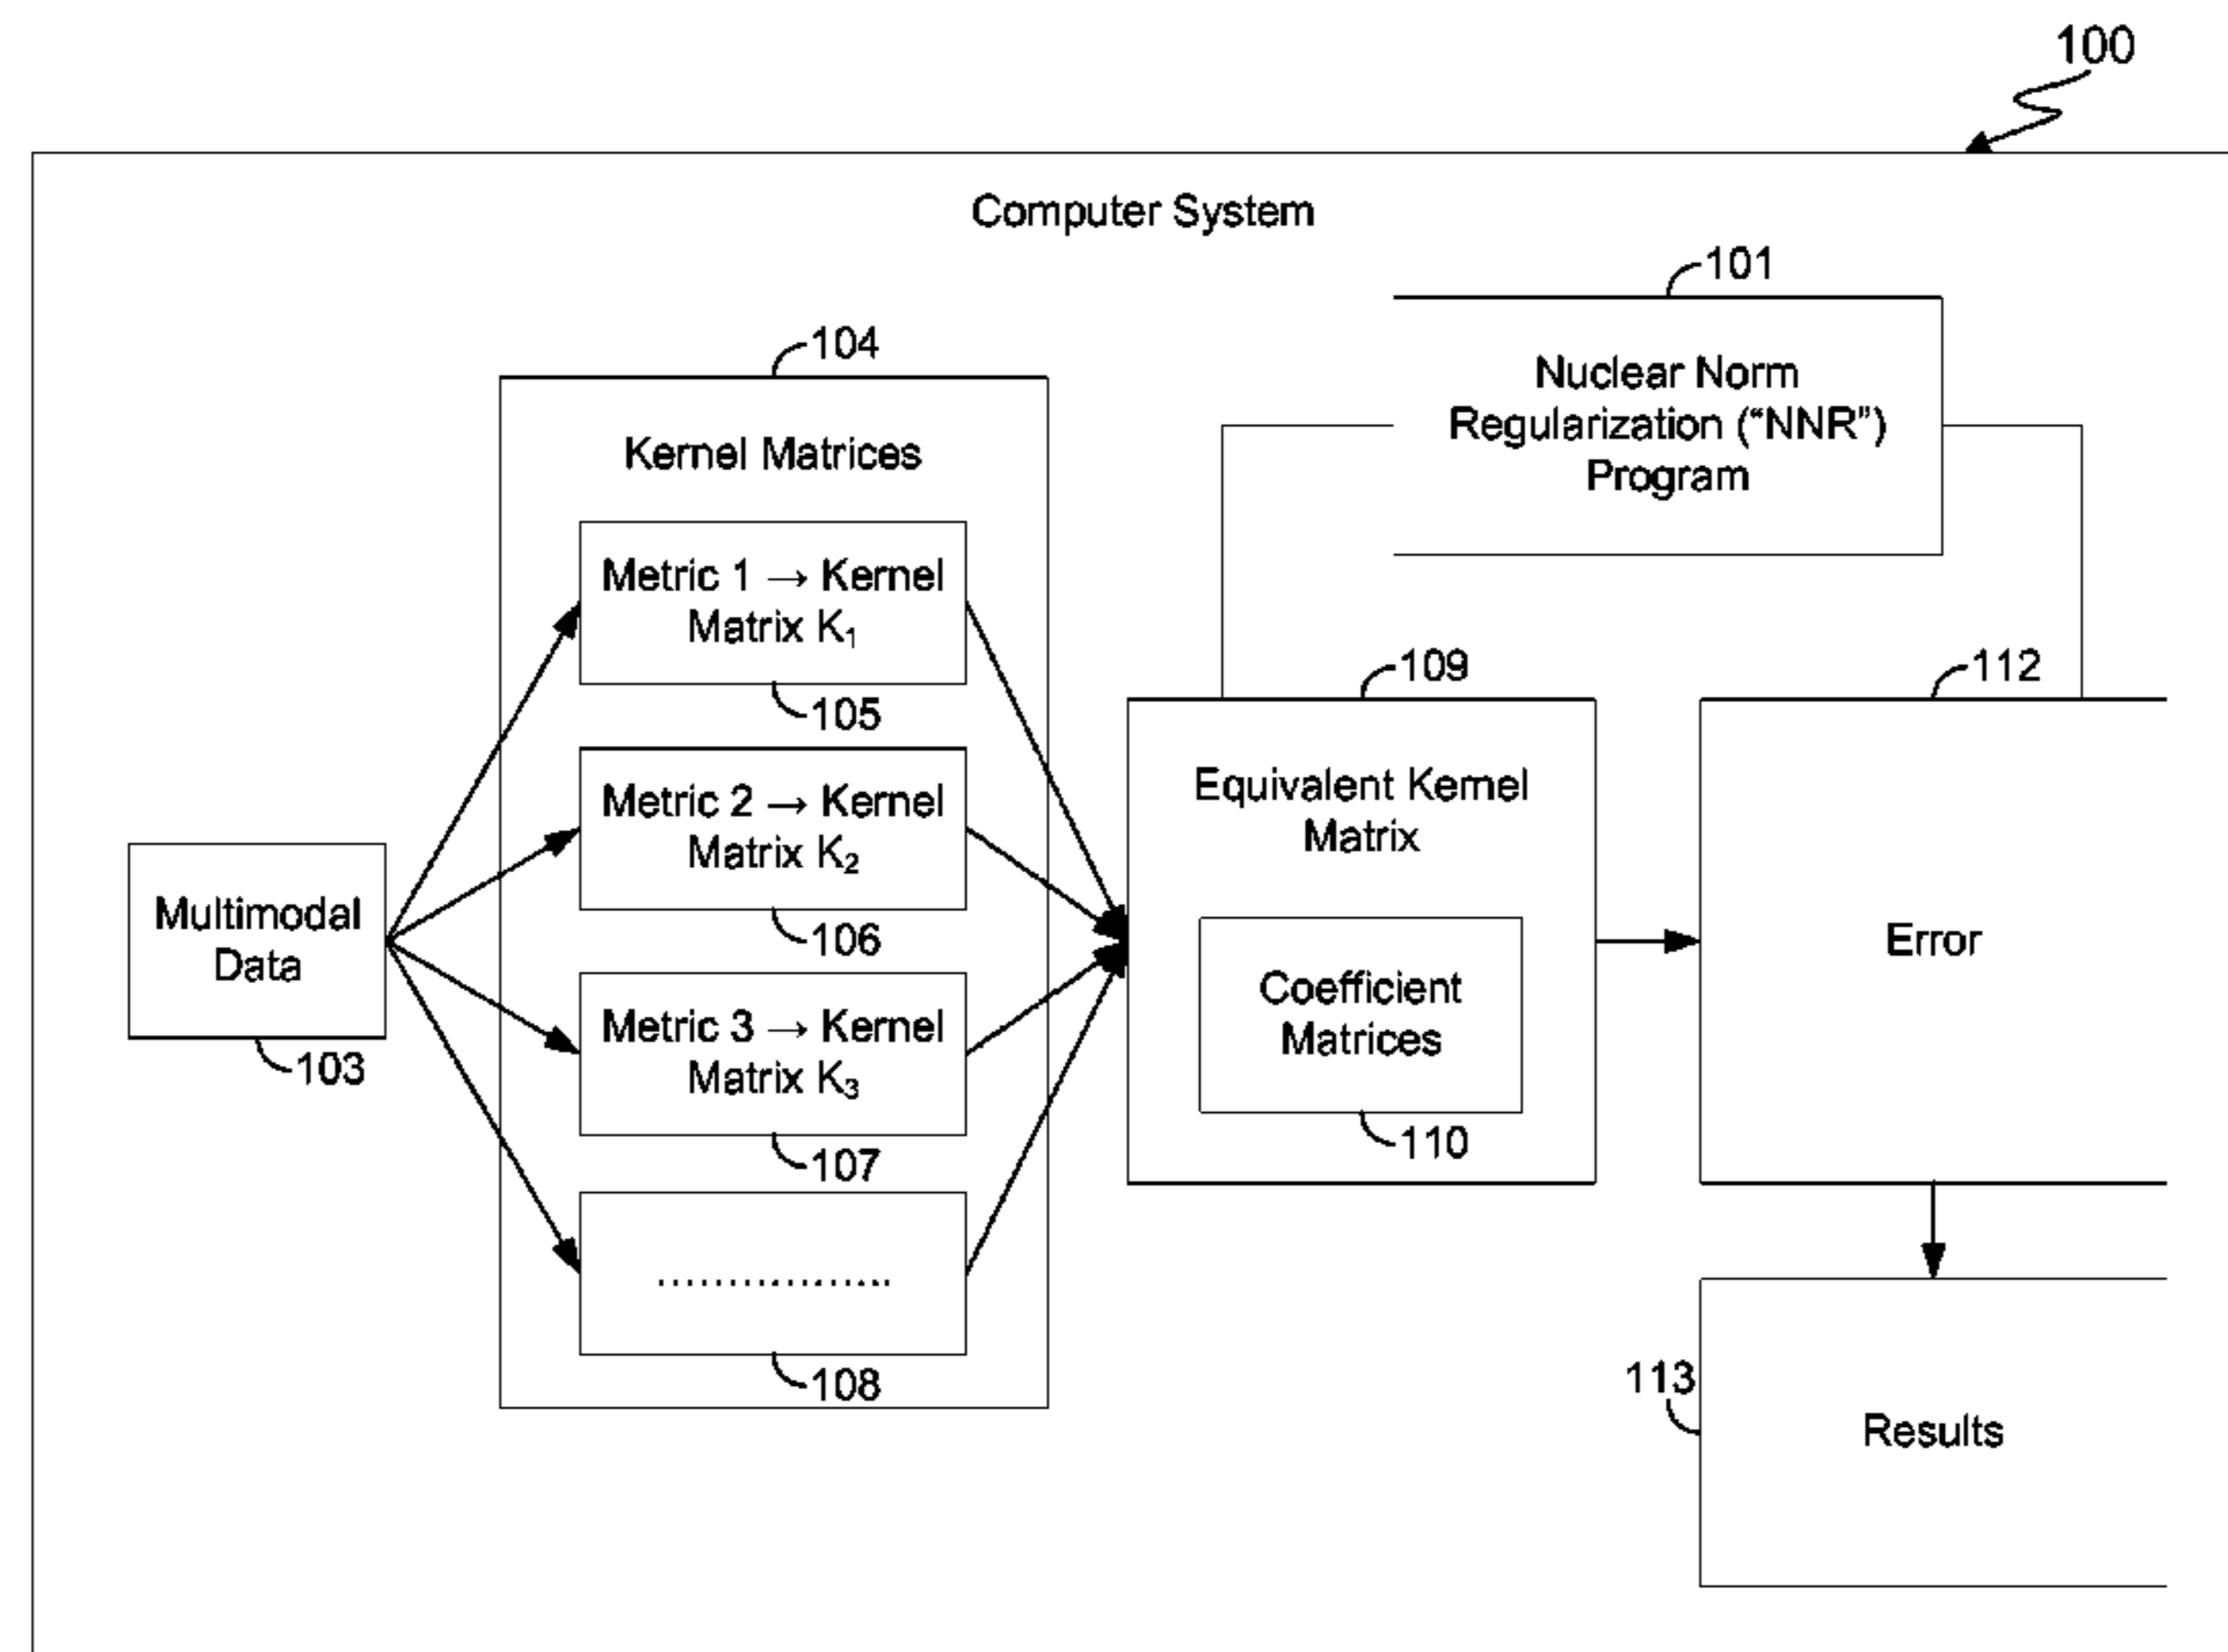 100
Computer System
101
Nuclear Norm
Regularization (“NNR”)
Program
104
Kernel Matrices
Metric 1 → Kernel
Matrix K₁
105
Metric 2 → Kernel
Matrix K₂
106
Metric 3 → Kernel
Matrix K₃
107
................
108
Multimodal
Data
103
109
Equivalent Kernel
Matrix
Coefficient
Matrices
110
112
Error
113
Results